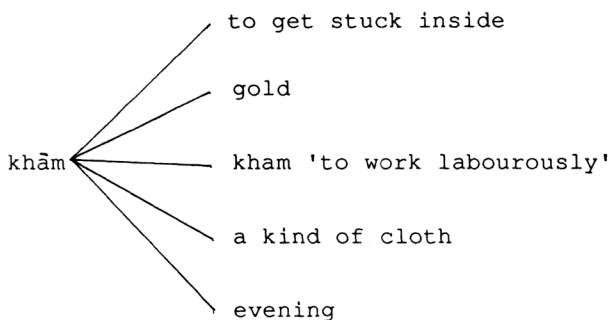 to get stuck inside
gold
khām kham 'to work labourously'
a kind of cloth
evening